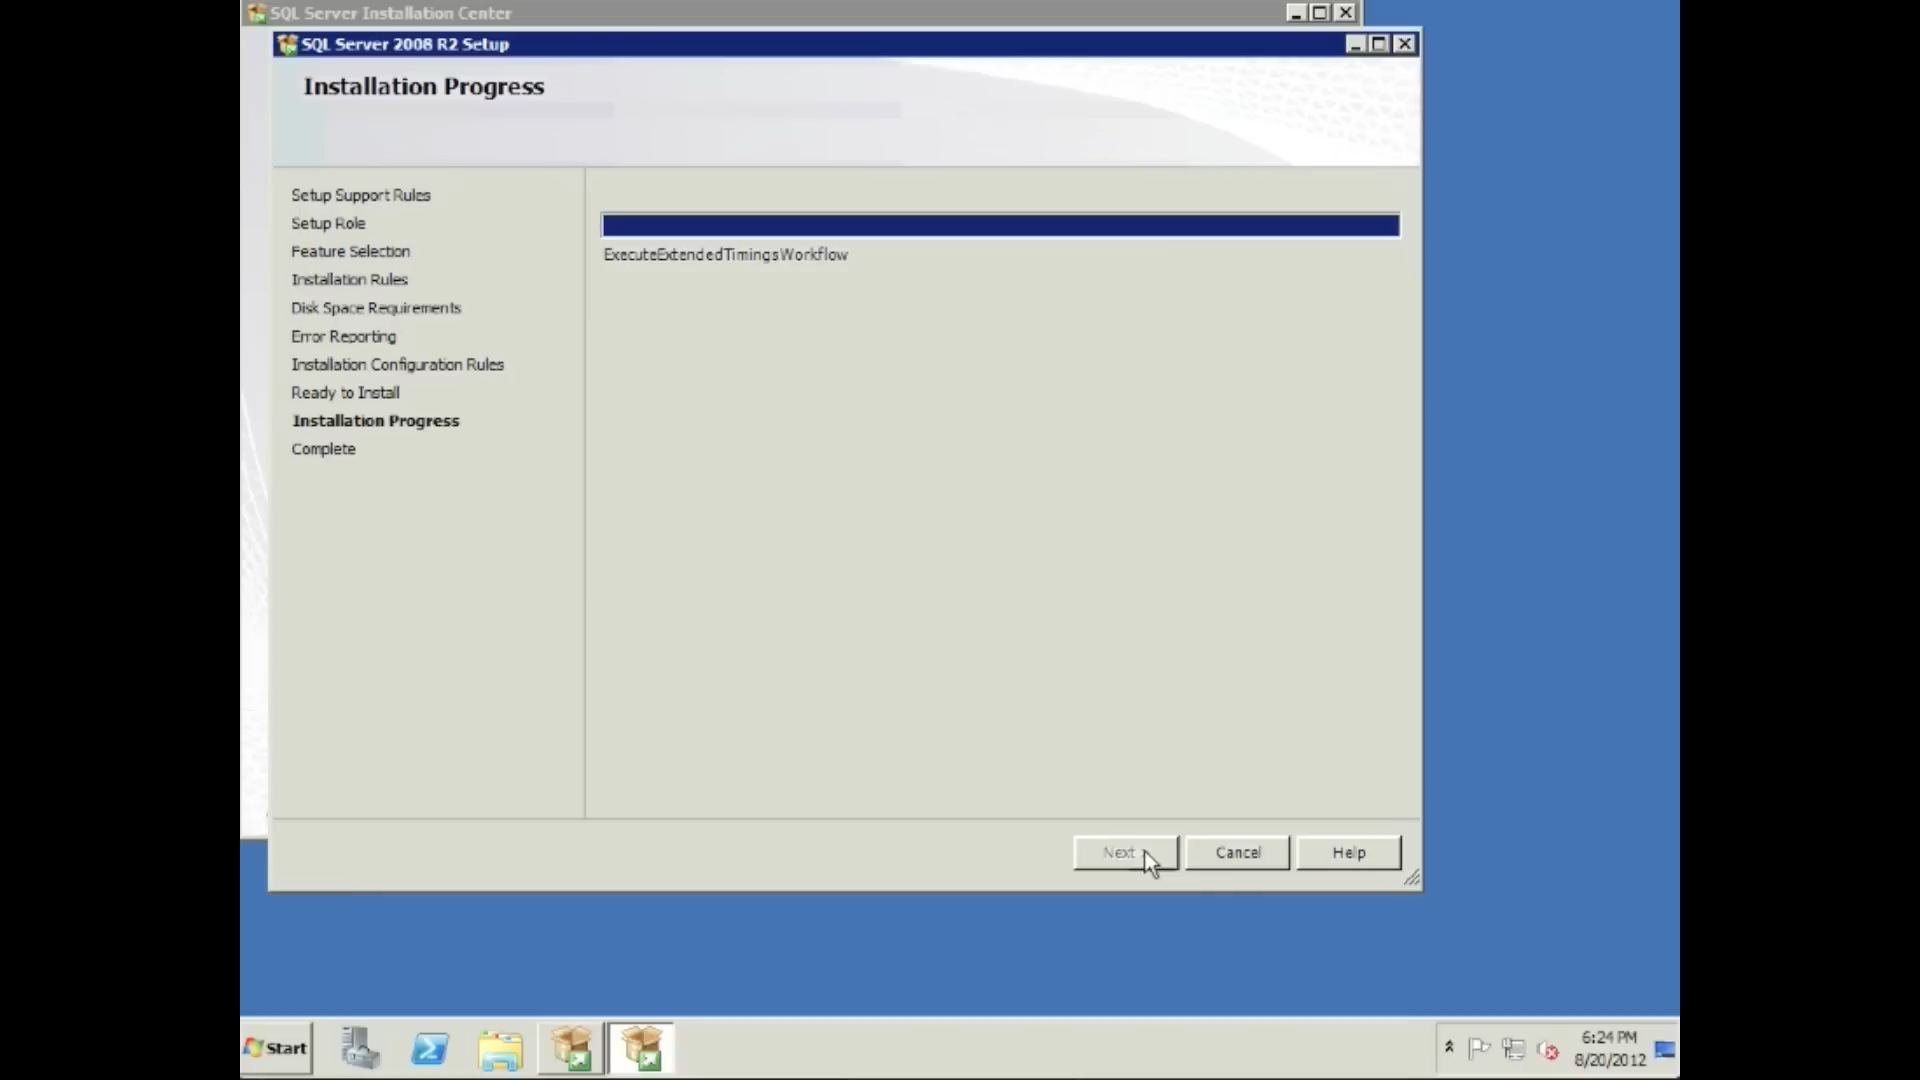 SQL Server Installation Center
SQL Server 2008 R2 Setup
Installation Progress
Setup Support Rules
Setup Role
Feature Selection
Installation Rules
Disk Space Requirements
Error Reporting
Installation Configuration Rules
Ready to Install
Installation Progress
Complete
ExecuteExtendedTimingsWorkflow
Next
Cancel
Help
Start
6:24 PM
8/20/2012